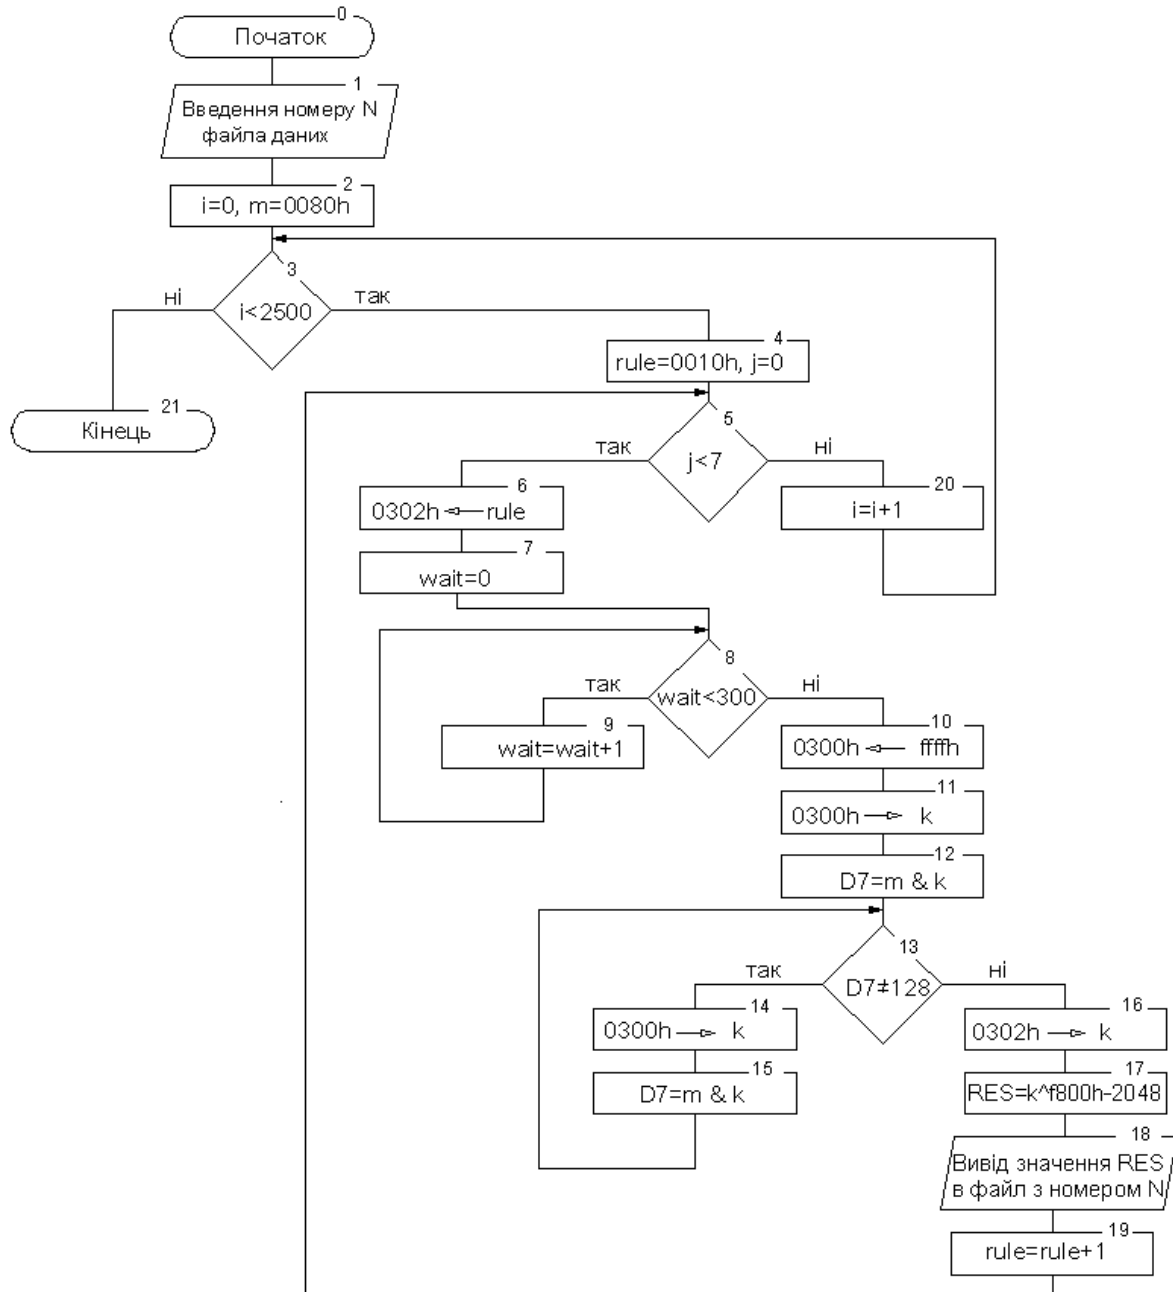 0
Початок
1
Введення номеру N
файла даних
2
i=0, m=0080h
3
ні
так
i<2500
4
rule=0010h, j=0
21
Кінець
5
так
ні
j<7
6
0302h rule
20
i=i+1
7
wait=0
8
так
ні
wait<300
9
wait=wait+1
10
0300h ffffh
11
0300h k
12
D7=m & k
13
так
ні
D7≠128
14
0300h k
16
0302h k
15
D7=m & k
17
RES=k^f800h-2048
18
Вивід значення RES
в файл з номером N
19
rule=rule+1